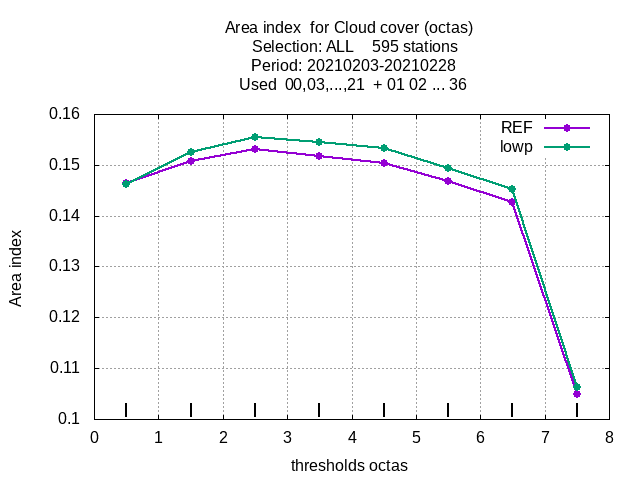 Area index  for Cloud cover (octas)
Selection: ALL    595 stations
Period: 20210203-20210228
Used  00,03,...,21  + 01 02 ... 36
REF
lowp
0.16
0.15
0.14
0.13
0.12
0.11
0.1
Area index
0 1 2 3 4 5 6 7 8
thresholds octas